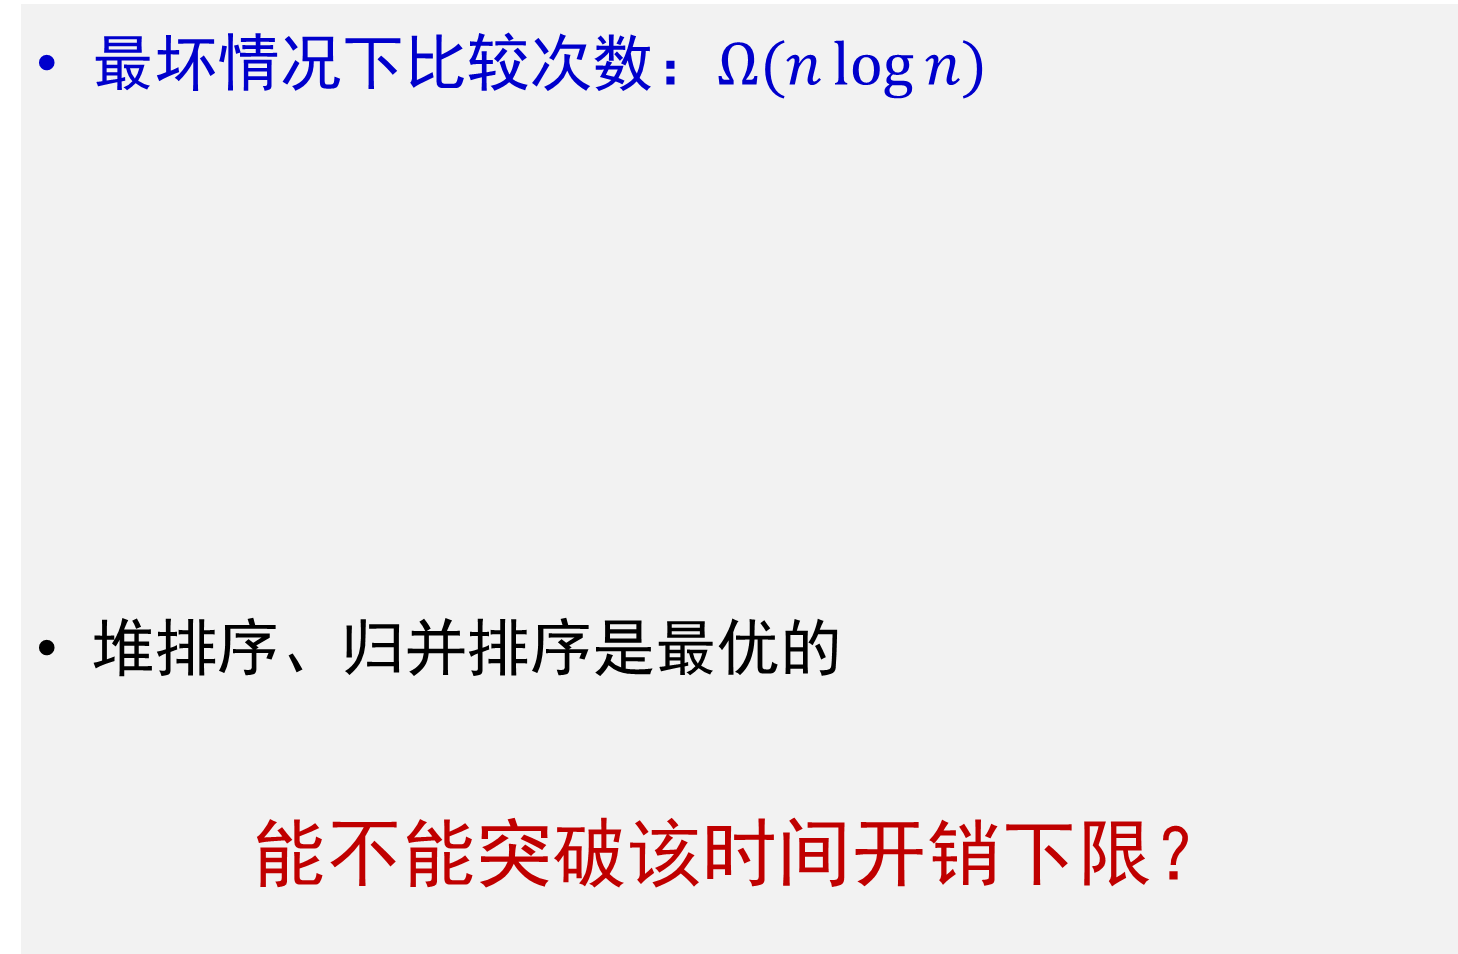 • 最坏情况下比较次数：Ω(n log n)
• 堆排序、归并排序是最优的
能不能突破该时间开销下限?